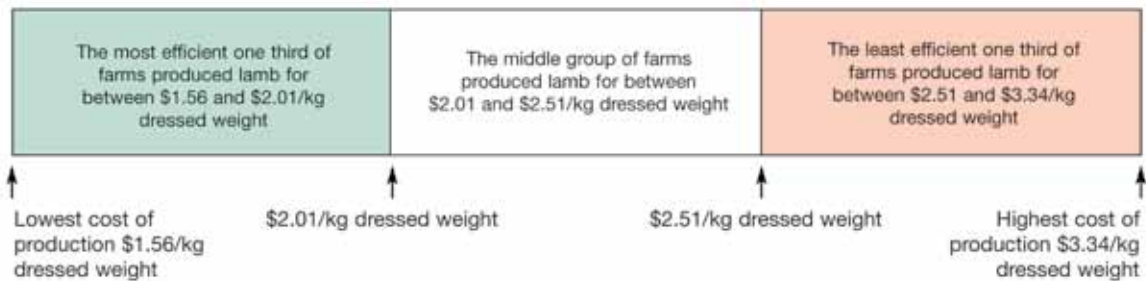 The most efficient one third of
farms produced lamb for
between $1.56 and $2.01/kg
dressed weight
The middle group of farms
produced lamb for between
$2.01 and $2.51/kg dressed weight
The least efficient one third of
farms produced lamb for
between $2.51 and $3.34/kg
dressed weight
Lowest cost of
production $1.56/kg
dressed weight
$2.01/kg dressed weight
$2.51/kg dressed weight
Highest cost of
production $3.34/kg
dressed weight